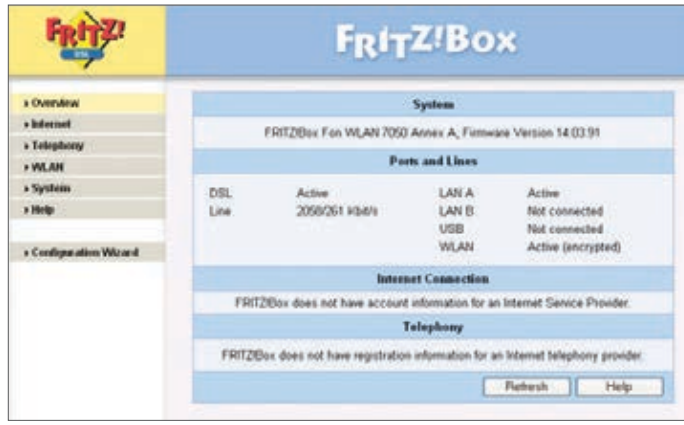 FRITZ!
DSL
FRITZ!BOX
Overview
Internet
Telephony
WLAN
System
Help
Configuration Wizard
System
FRITZ!Box Fon WLAN 7050 Annex A, Firmware Version 14.03.91
Ports and Lines
DSL Active LAN A Active
Line 2058/261 kbit/s LAN B Not connected
USB Not connected
WLAN Active (encrypted)
Internet Connection
FRITZ!Box does not have account information for an Internet Service Provider.
Telephony
FRITZ!Box does not have registration information for an Internet telephony provider.
Refresh Help